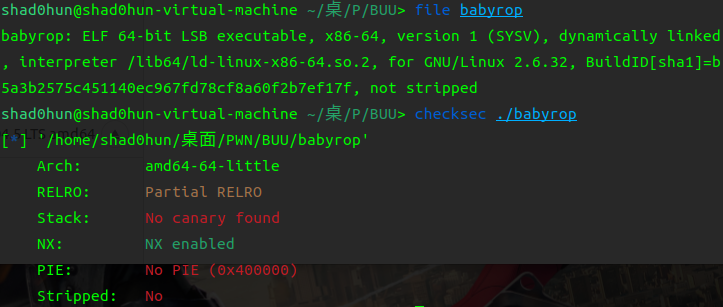 shad0hun@shad0hun-virtual-machine ~/桌/P/BUU> file babyrop
babyrop: ELF 64-bit LSB executable, x86-64, version 1 (SYSV), dynamically linked
, interpreter /lib64/ld-linux-x86-64.so.2, for GNU/Linux 2.6.32, BuildID[sha1]=b
5a3b2575c451140ec967fd78cf8a60f2b7ef17f, not stripped
shad0hun@shad0hun-virtual-machine ~/桌/P/BUU> checksec ./babyrop
[*] '/home/shad0hun/桌面/PWN/BUU/babyrop'
Arch: amd64-64-little
RELRO: Partial RELRO
Stack: No canary found
NX: NX enabled
PIE: No PIE (0x400000)
Stripped: No